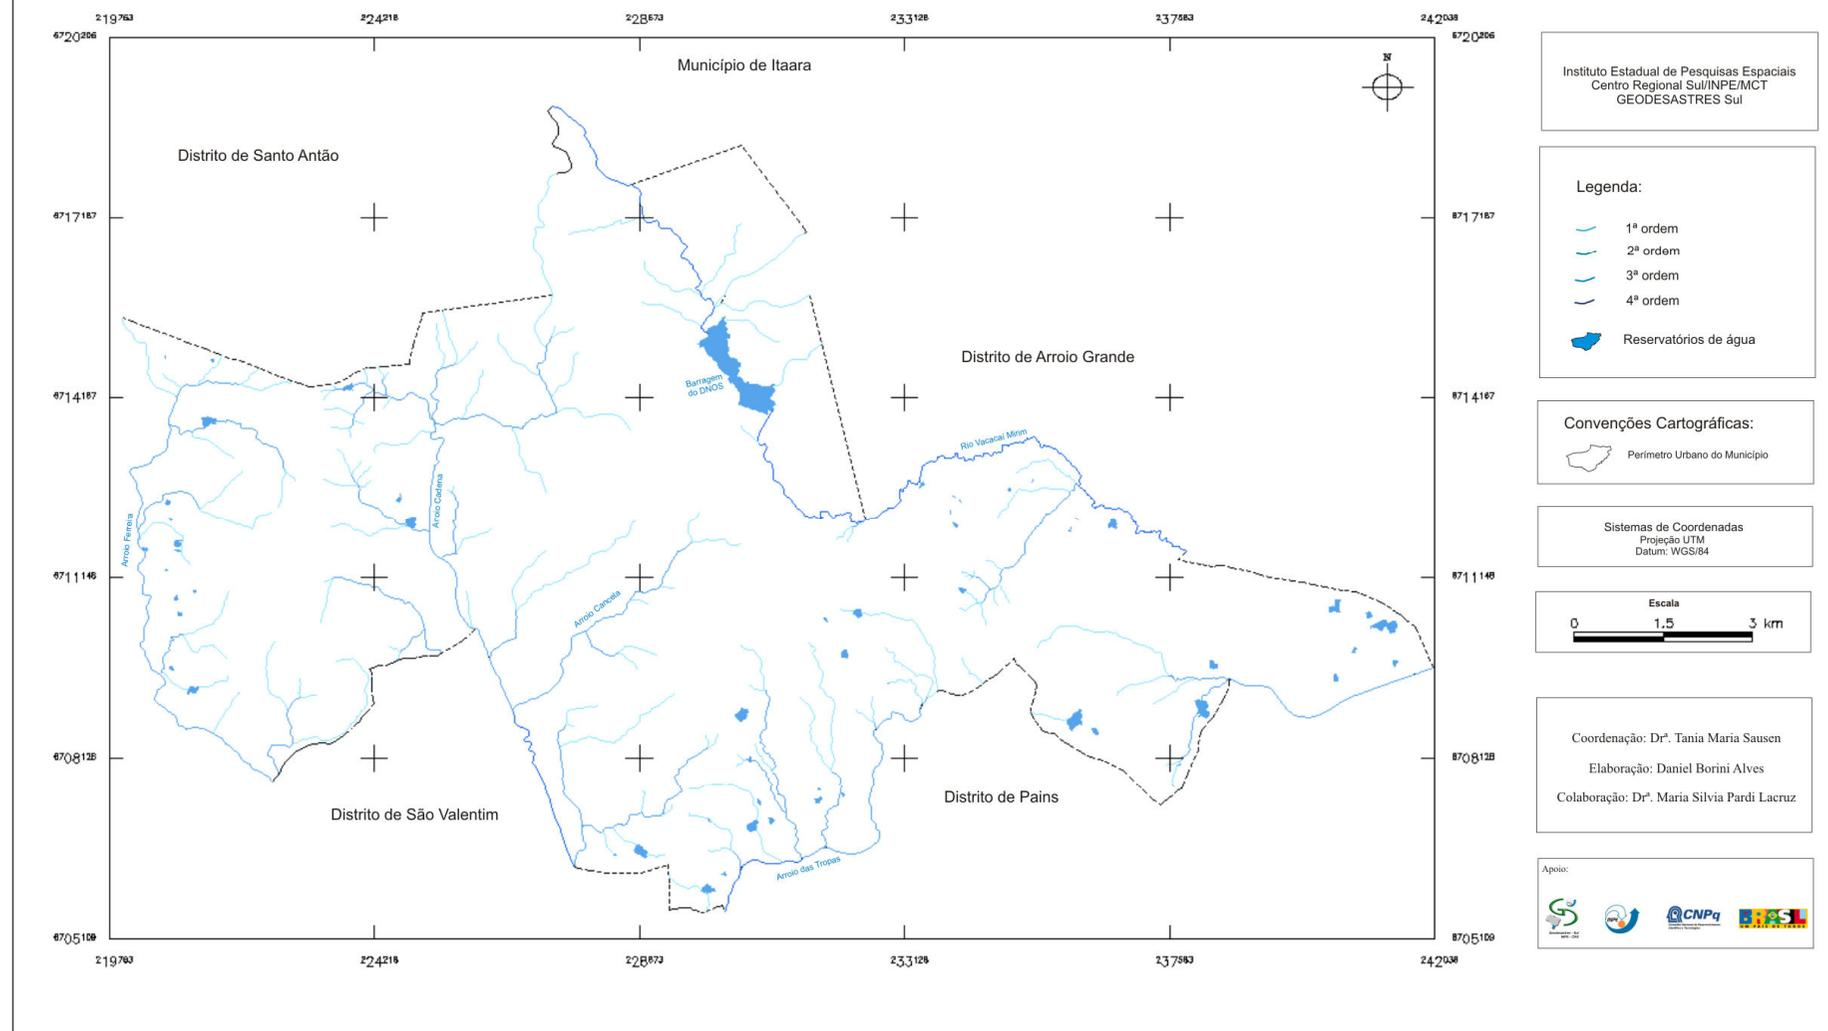 219763 224218 228673 233128 237583 242038
6720206 6720206
Município de Itaara
N
Distrito de Santo Antão
6717187 6717187
Distrito de Arroio Grande
Barragem
do DNOS
6714167 6714167
Rio Vacacaí Mirim
Arroio Cadena
Arroio Ferreira
6711148 6711148
Arroio Cancela
6708128 6708128
Distrito de São Valentim
Distrito de Pains
Arroio das Tropas
6705109 6705109
219763 224218 228673 233128 237583 242038
Instituto Estadual de Pesquisas Espaciais
Centro Regional Sul/INPE/MCT
GEODESASTRES Sul
Legenda:
1ª ordem
2ª ordem
3ª ordem
4ª ordem
Reservatórios de água
Convenções Cartográficas:
Perímetro Urbano do Município
Sistemas de Coordenadas
Projeção UTM
Datum: WGS/84
Escala
0 1.5 3 km
Coordenação: Drª. Tania Maria Sausen
Elaboração: Daniel Borini Alves
Colaboração: Drª. Maria Silvia Pardi Lacruz
Apoio:
INPE
CNPq
BRASIL
UM PAÍS DE TODOS